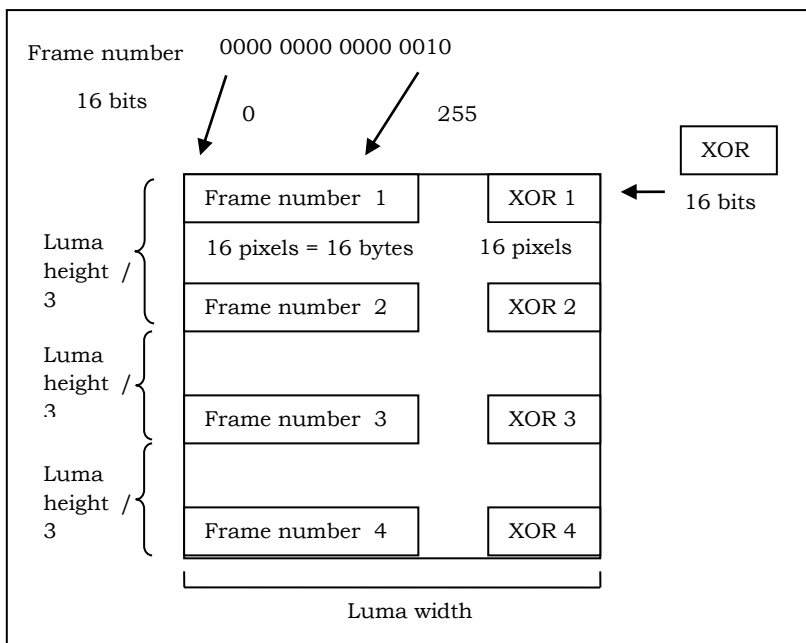 Frame number 0000 0000 0000 0010
16 bits
0 255
XOR
Frame number 1 XOR 1
16 bits
Luma
height /
3
16 pixels = 16 bytes 16 pixels
Frame number 2 XOR 2
Luma
height /
3
Frame number 3 XOR 3
Luma
height /
3
Frame number 4 XOR 4
Luma width